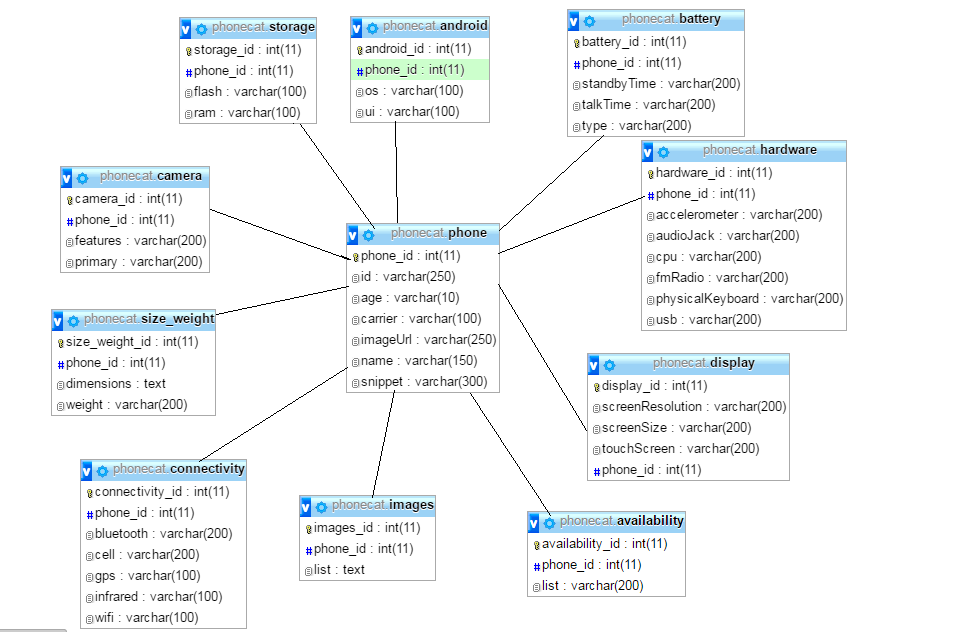 phonecat.storage
storage_id : int(11)
phone_id : int(11)
flash : varchar(100)
ram : varchar(100)
phonecat.android
android_id : int(11)
phone_id : int(11)
os : varchar(100)
ui : varchar(100)
phonecat.battery
battery_id : int(11)
phone_id : int(11)
standbyTime : varchar(200)
talkTime : varchar(200)
type : varchar(200)
phonecat.hardware
hardware_id : int(11)
phone_id : int(11)
accelerometer : varchar(200)
audioJack : varchar(200)
cpu : varchar(200)
fmRadio : varchar(200)
physicalKeyboard : varchar(200)
usb : varchar(200)
phonecat.camera
camera_id : int(11)
phone_id : int(11)
features : varchar(200)
primary : varchar(200)
phonecat.phone
phone_id : int(11)
id : varchar(250)
age : varchar(10)
carrier : varchar(100)
imageUrl : varchar(250)
name : varchar(150)
snippet : varchar(300)
phonecat.size_weight
size_weight_id : int(11)
phone_id : int(11)
dimensions : text
weight : varchar(200)
phonecat.display
display_id : int(11)
screenResolution : varchar(200)
screenSize : varchar(200)
touchScreen : varchar(200)
phone_id : int(11)
phonecat.connectivity
connectivity_id : int(11)
phone_id : int(11)
bluetooth : varchar(200)
cell : varchar(200)
gps : varchar(100)
infrared : varchar(100)
wifi : varchar(100)
phonecat.images
images_id : int(11)
phone_id : int(11)
list : text
phonecat.availability
availability_id : int(11)
phone_id : int(11)
list : varchar(200)